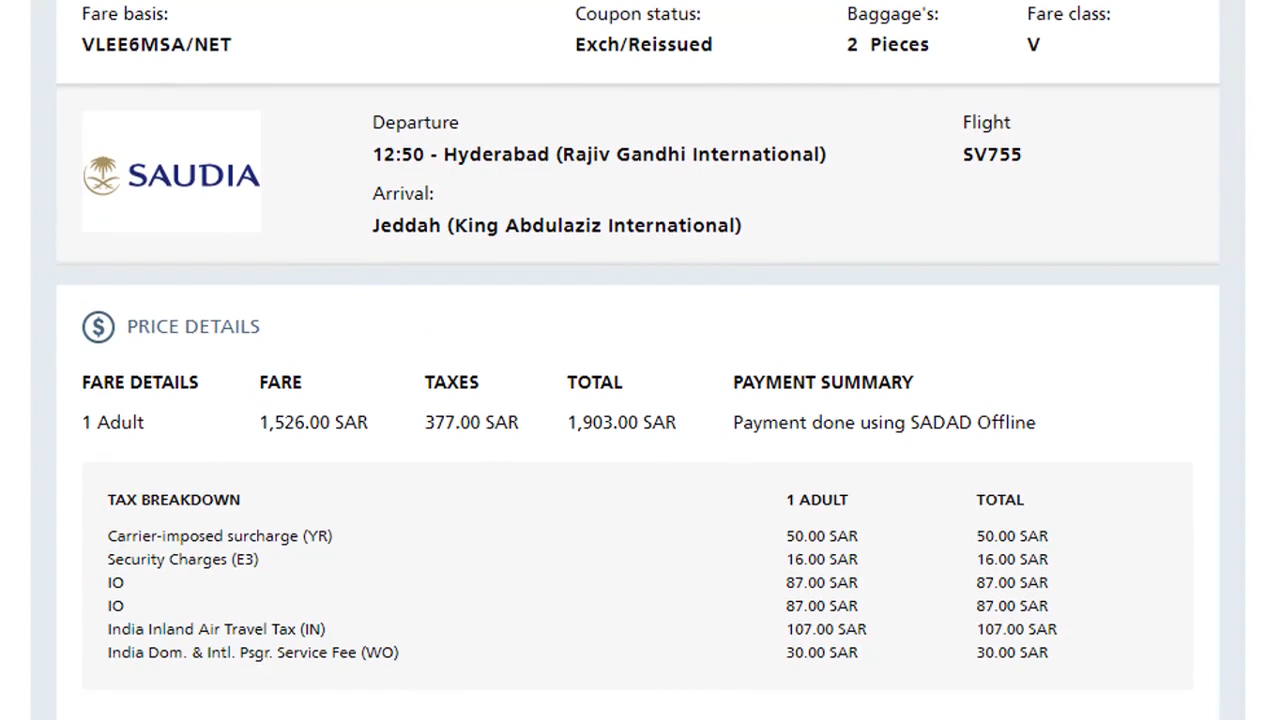 Fare basis: Coupon status: Baggage's: Fare class:
VLEE6MSA/NET Exch/Reissued 2 Pieces V
SAUDIA
Departure Flight
12:50 - Hyderabad (Rajiv Gandhi International) SV755
Arrival:
Jeddah (King Abdulaziz International)
$ PRICE DETAILS
FARE DETAILS FARE TAXES TOTAL PAYMENT SUMMARY
1 Adult 1,526.00 SAR 377.00 SAR 1,903.00 SAR Payment done using SADAD Offline
TAX BREAKDOWN 1 ADULT TOTAL
Carrier-imposed surcharge (YR) 50.00 SAR 50.00 SAR
Security Charges (E3) 16.00 SAR 16.00 SAR
IO 87.00 SAR 87.00 SAR
IO 87.00 SAR 87.00 SAR
India Inland Air Travel Tax (IN) 107.00 SAR 107.00 SAR
India Dom. & Intl. Psgr. Service Fee (WO) 30.00 SAR 30.00 SAR